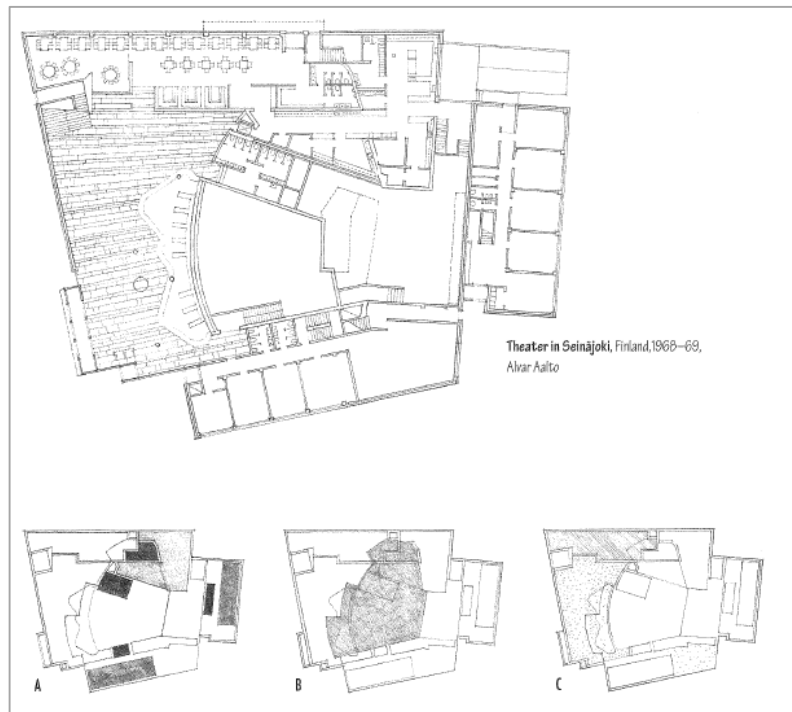 Theater in Seinäjoki, Finland,1968–69,
Alvar Aalto
A
B
C